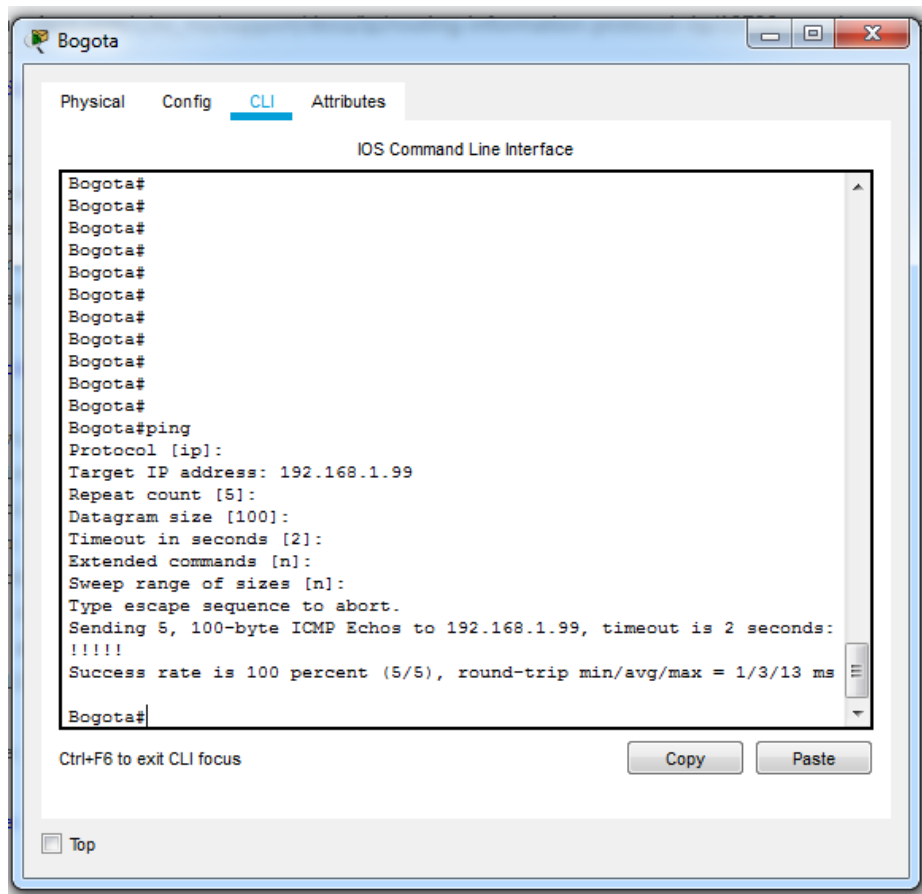 Bogota
Physical Config CLI Attributes
IOS Command Line Interface
Bogota#
Bogota#
Bogota#
Bogota#
Bogota#
Bogota#
Bogota#
Bogota#
Bogota#
Bogota#
Bogota#
Bogota#ping
Protocol [ip]:
Target IP address: 192.168.1.99
Repeat count [5]:
Datagram size [100]:
Timeout in seconds [2]:
Extended commands [n]:
Sweep range of sizes [n]:
Type escape sequence to abort.
Sending 5, 100-byte ICMP Echos to 192.168.1.99, timeout is 2 seconds:
!!!!!
Success rate is 100 percent (5/5), round-trip min/avg/max = 1/3/13 ms
Bogota#
Ctrl+F6 to exit CLI focus
Copy Paste
Top